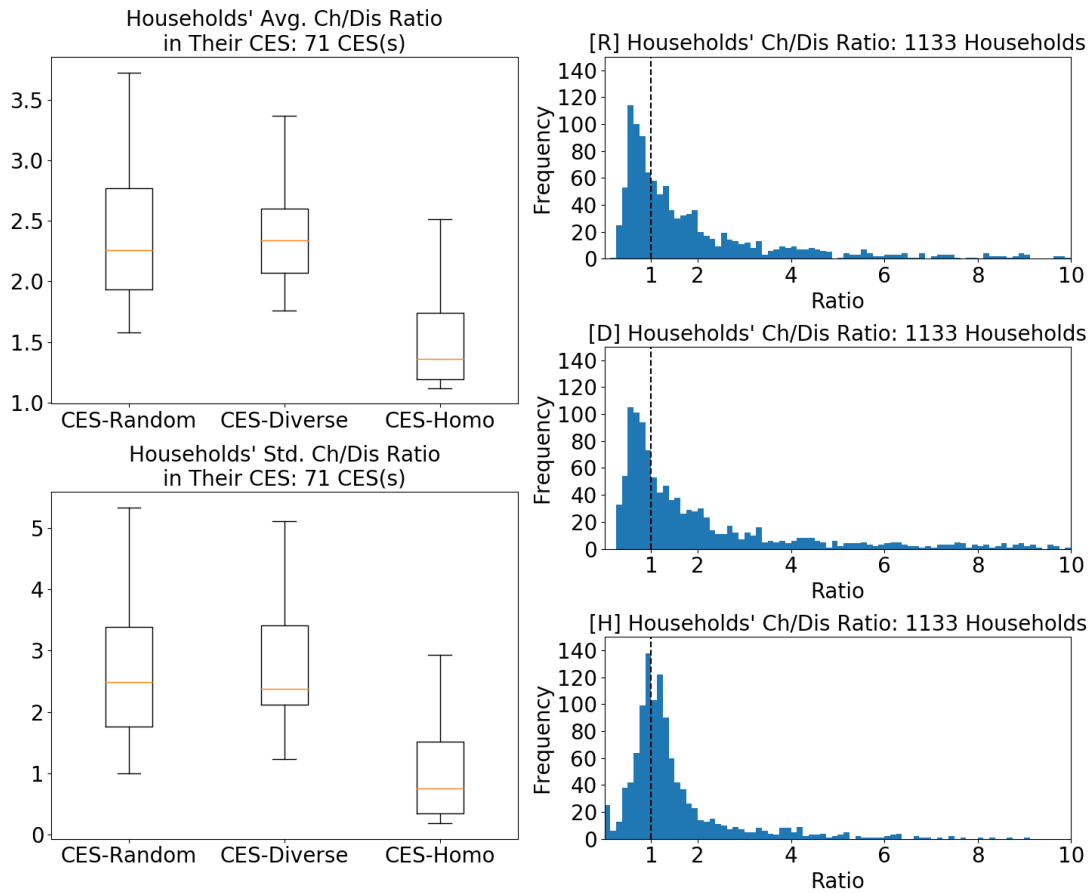 Households' Avg. Ch/Dis Ratio
in Their CES: 71 CES(s)
3.5
3.0
2.5
2.0
1.5
1.0
CES-Random CES-Diverse CES-Homo
Households' Std. Ch/Dis Ratio
in Their CES: 71 CES(s)
5
4
3
2
1
0
CES-Random CES-Diverse CES-Homo
[R] Households' Ch/Dis Ratio: 1133 Households
Frequency
140
120
100
80
60
40
20
0
1 2 4 6 8 10
Ratio
[D] Households' Ch/Dis Ratio: 1133 Households
Frequency
140
120
100
80
60
40
20
0
1 2 4 6 8 10
Ratio
[H] Households' Ch/Dis Ratio: 1133 Households
Frequency
140
120
100
80
60
40
20
0
1 2 4 6 8 10
Ratio